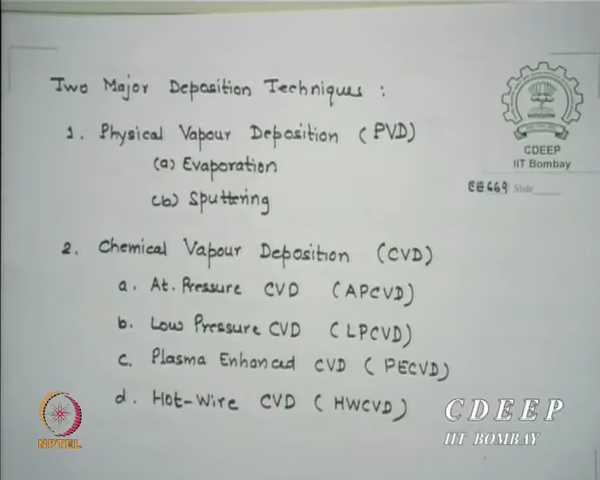 Two Major Deposition Techniques :
1. Physical Vapour Deposition (PVD)
(a) Evaporation
(b) Sputtering
2. Chemical Vapour Deposition (CVD)
a. At. Pressure CVD (APCVD)
b. Low Pressure CVD (LPCVD)
c. Plasma Enhanced CVD (PECVD)
d. Hot-Wire CVD (HWCVD)
CDEEP
IIT Bombay
EE669 Slide
NPTEL
CDEEP
IIT BOMBAY